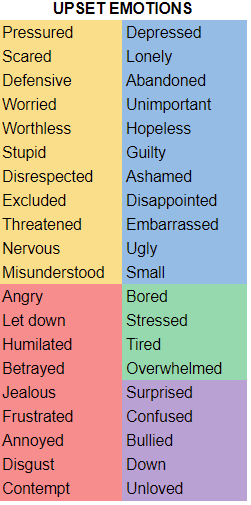 UPSET EMOTIONS
Pressured Depressed
Scared Lonely
Defensive Abandoned
Worried Unimportant
Worthless Hopeless
Stupid Guilty
Disrespected Ashamed
Excluded Disappointed
Threatened Embarrassed
Nervous Ugly
Misunderstood Small
Angry Bored
Let down Stressed
Humilated Tired
Betrayed Overwhelmed
Jealous Surprised
Frustrated Confused
Annoyed Bullied
Disgust Down
Contempt Unloved